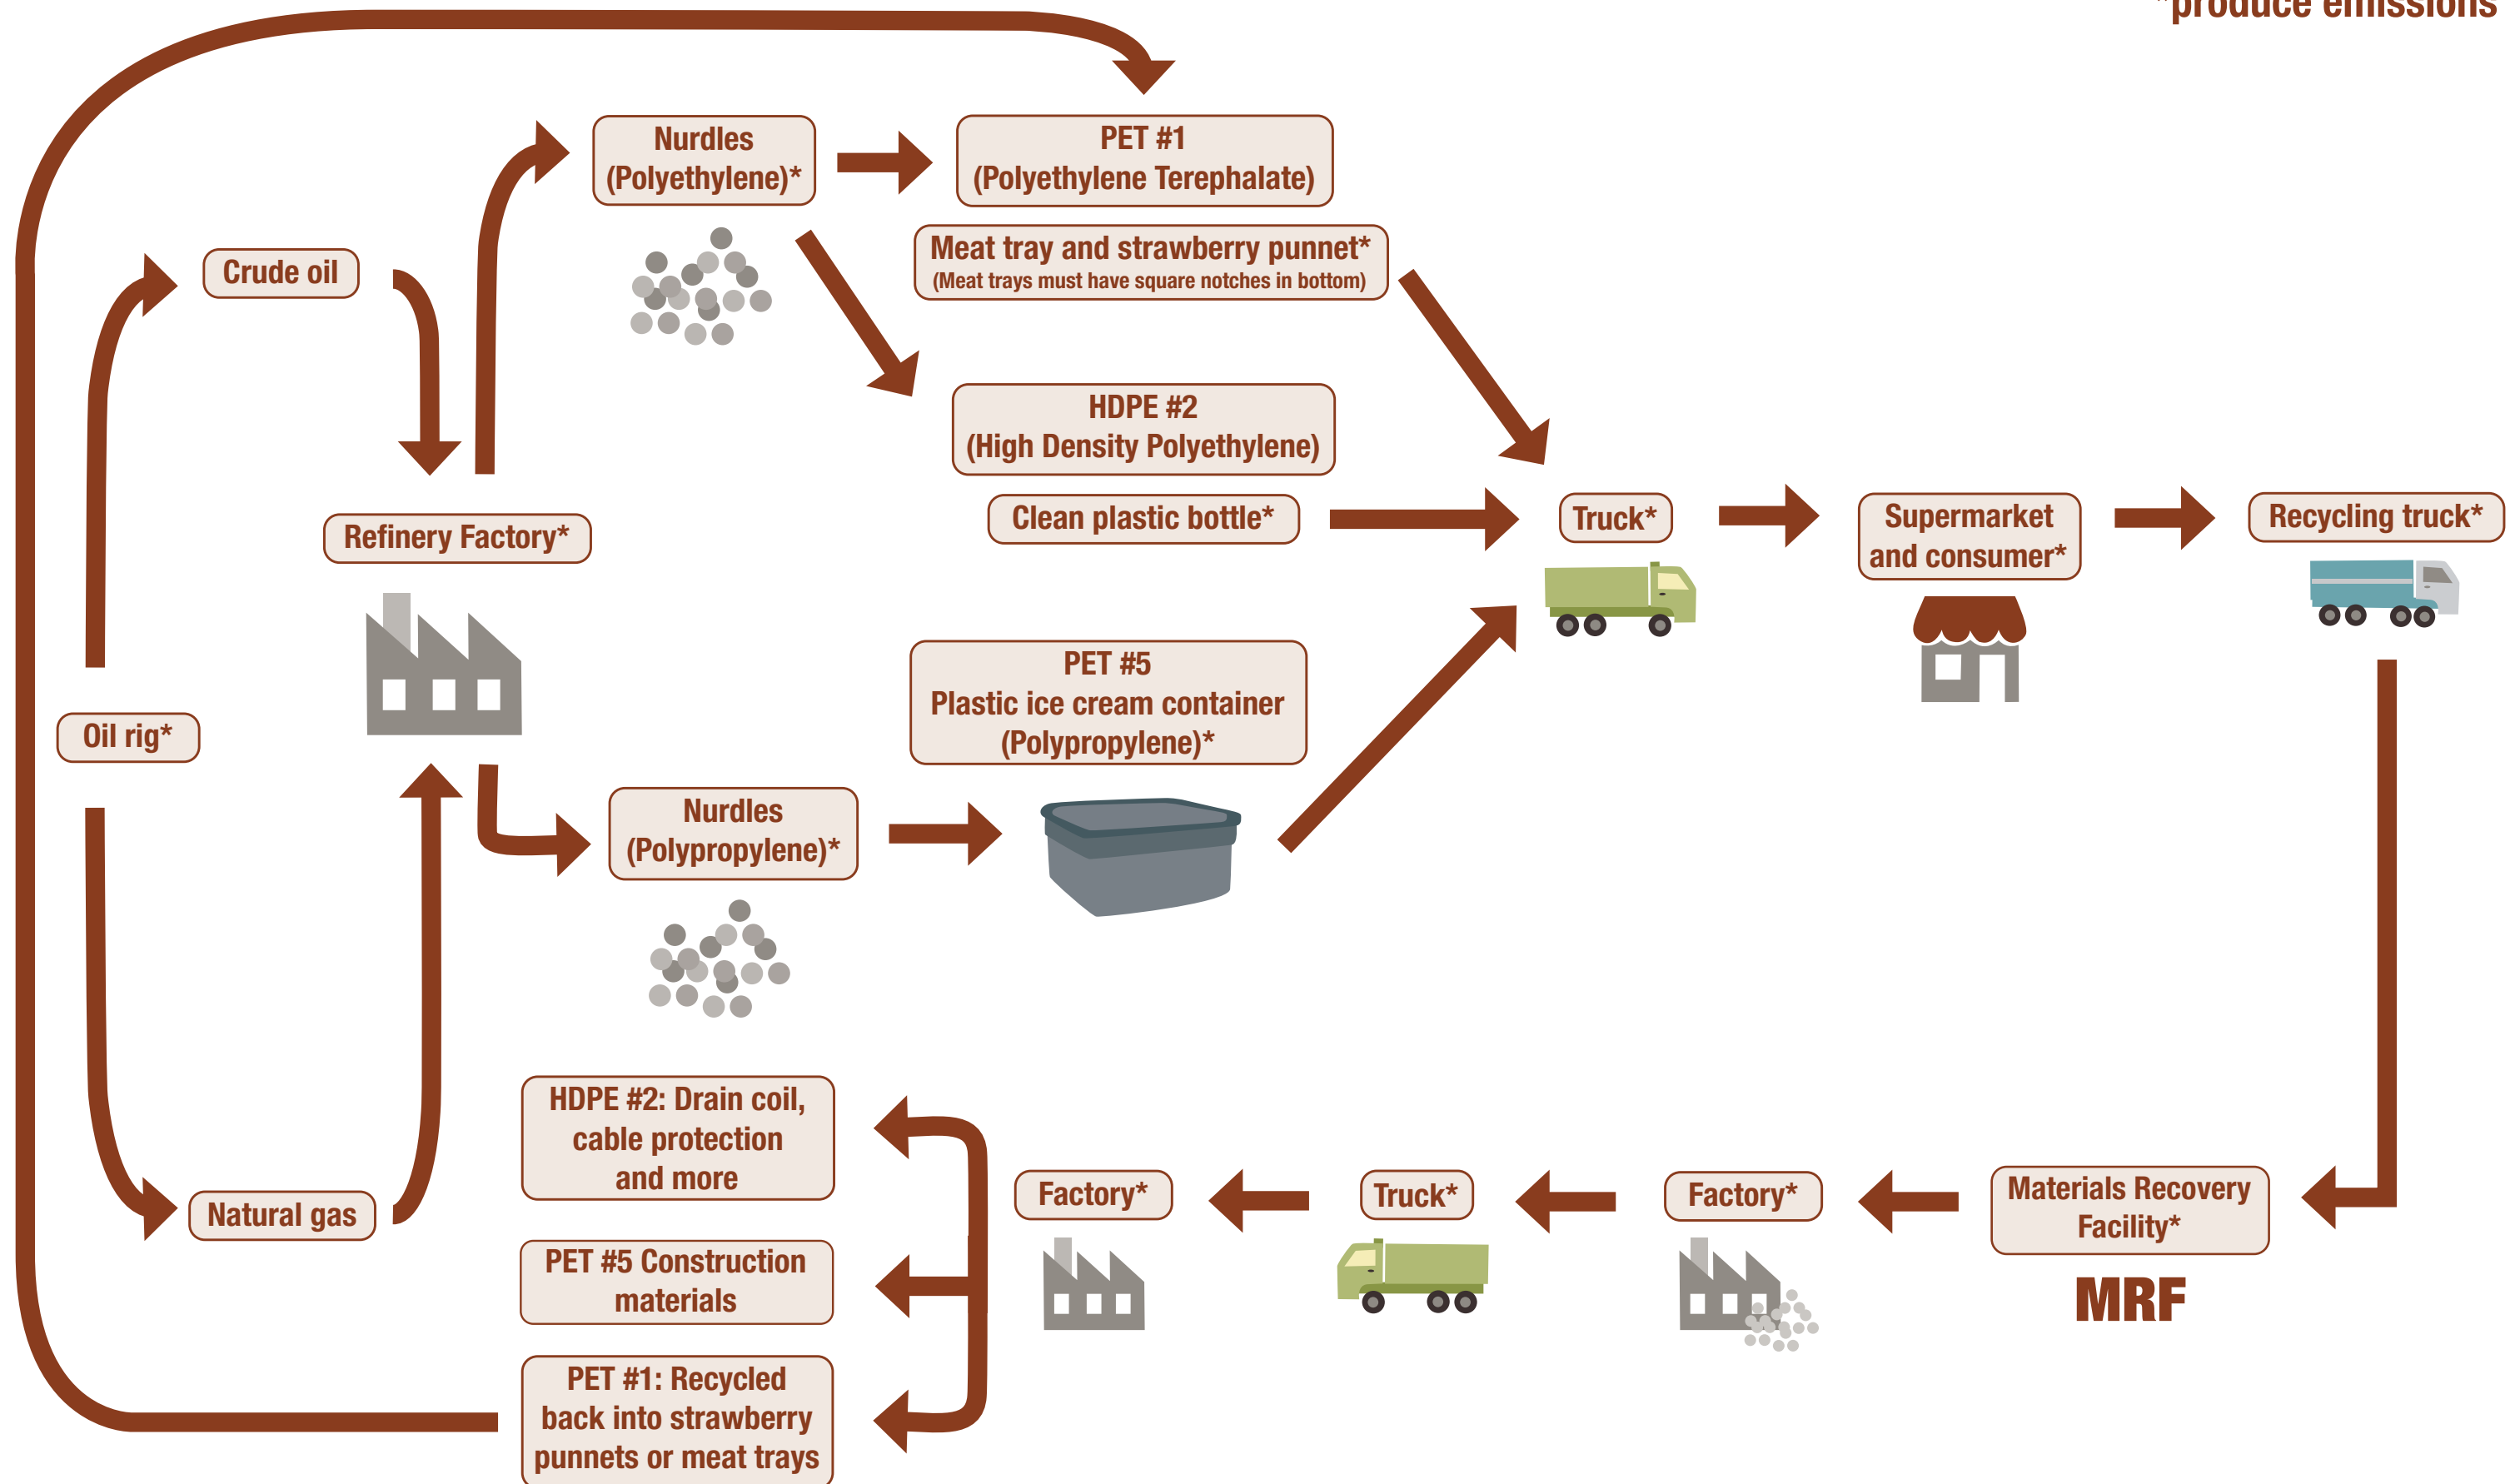 *produce emissions
Nurdles
(Polyethylene)*
PET #1
(Polyethylene Terephalate)
Meat tray and strawberry punnet*
(Meat trays must have square notches in bottom)
Crude oil
HDPE #2
(High Density Polyethylene)
Clean plastic bottle*
Truck*
Supermarket
and consumer*
Recycling truck*
Refinery Factory*
PET #5
Plastic ice cream container
(Polypropylene)*
Oil rig*
Nurdles
(Polypropylene)*
HDPE #2: Drain coil,
cable protection
and more
Factory*
Truck*
Factory*
Materials Recovery
Facility*
MRF
Natural gas
PET #5 Construction
materials
PET #1: Recycled
back into strawberry
punnets or meat trays